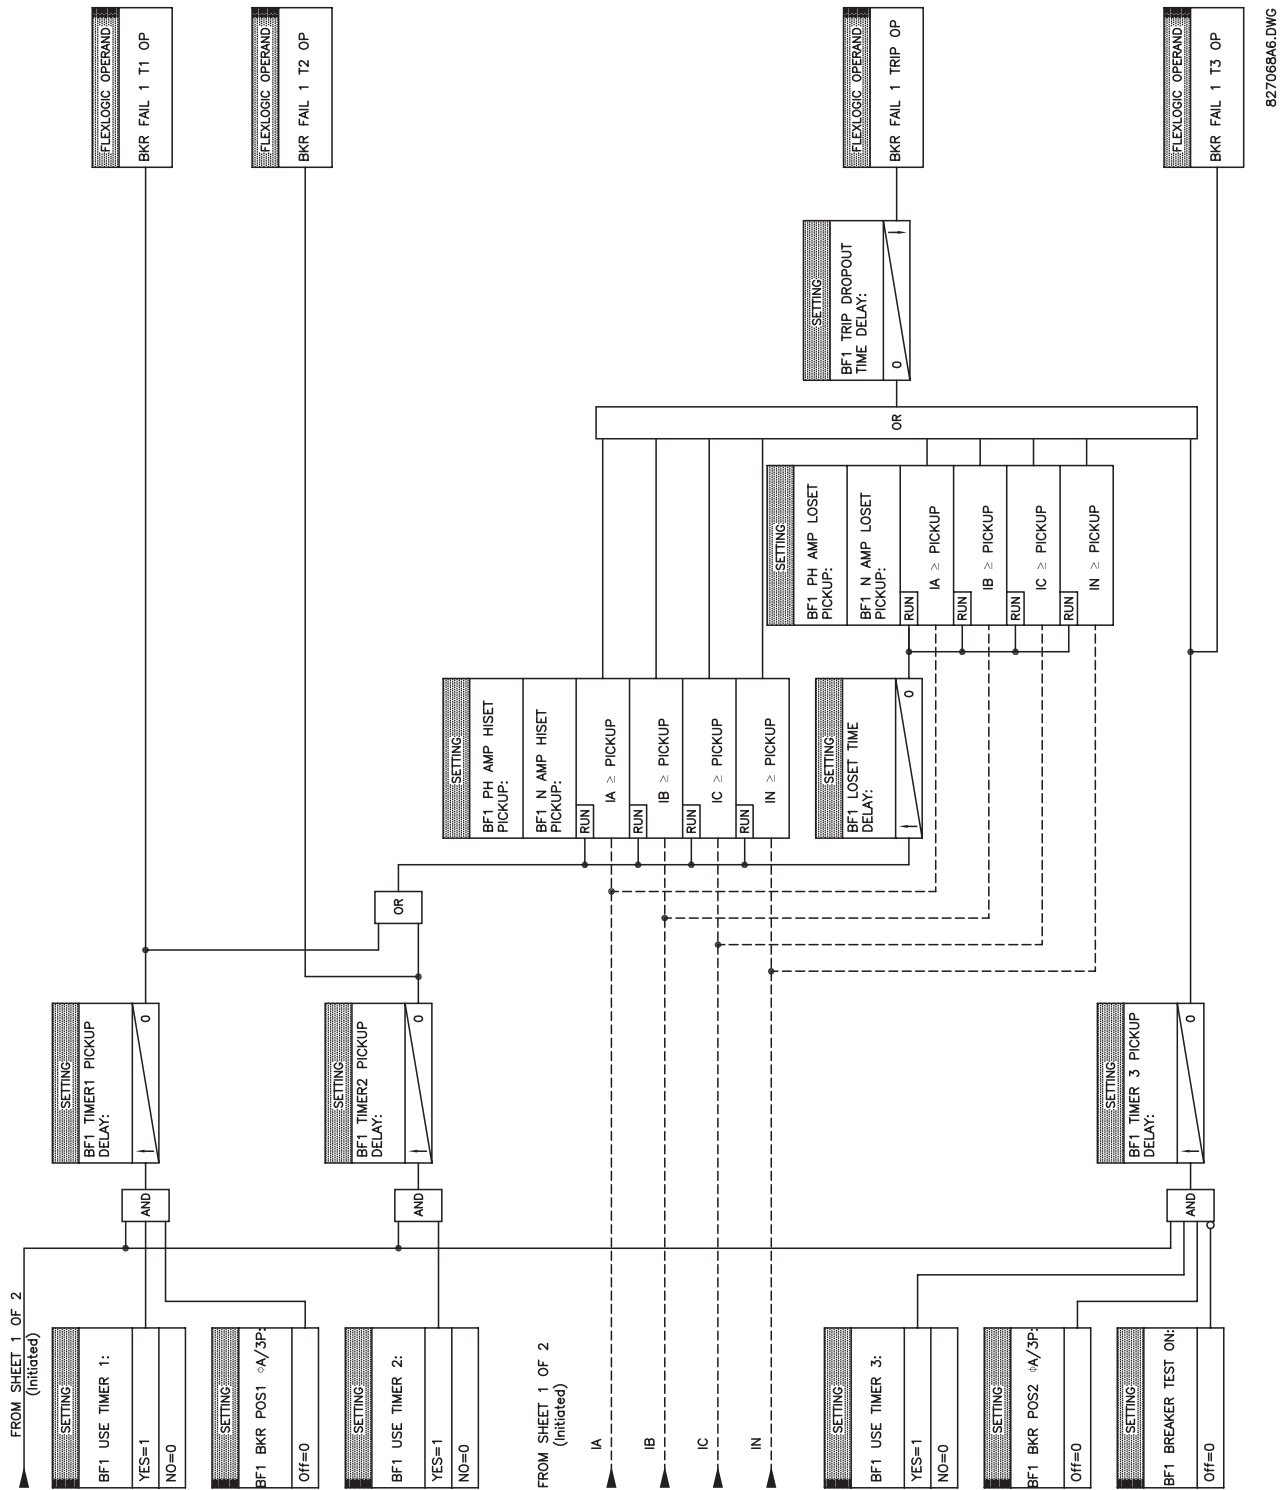 FROM SHEET 1 OF 2
(Initiated)
SETTING
BF1 USE TIMER 1:
YES=1
NO=0
SETTING
BF1 BKR POS1 ΦA/3P:
Off=0
SETTING
BF1 USE TIMER 2:
YES=1
NO=0
FROM SHEET 1 OF 2
(Initiated)
IA
IB
IC
IN
SETTING
BF1 USE TIMER 3:
YES=1
NO=0
SETTING
BF1 BKR POS2 ΦA/3P:
Off=0
SETTING
BF1 BREAKER TEST ON:
Off=0
AND
AND
AND
SETTING
BF1 TIMER1 PICKUP
DELAY:
0
SETTING
BF1 TIMER2 PICKUP
DELAY:
0
SETTING
BF1 TIMER 3 PICKUP
DELAY:
0
OR
SETTING
BF1 PH AMP HISET
PICKUP:
BF1 N AMP HISET
PICKUP:
RUN
IA ≥ PICKUP
RUN
IB ≥ PICKUP
RUN
IC ≥ PICKUP
RUN
IN ≥ PICKUP
SETTING
BF1 LOSET TIME
DELAY:
0
SETTING
BF1 PH AMP LOSET
PICKUP:
BF1 N AMP LOSET
PICKUP:
RUN
IA ≥ PICKUP
RUN
IB ≥ PICKUP
RUN
IC ≥ PICKUP
RUN
IN ≥ PICKUP
OR
SETTING
BF1 TRIP DROPOUT
TIME DELAY:
0
FLEXLOGIC OPERAND
BKR FAIL 1 T1 OP
FLEXLOGIC OPERAND
BKR FAIL 1 T2 OP
FLEXLOGIC OPERAND
BKR FAIL 1 TRIP OP
FLEXLOGIC OPERAND
BKR FAIL 1 T3 OP
827068A6.DWG